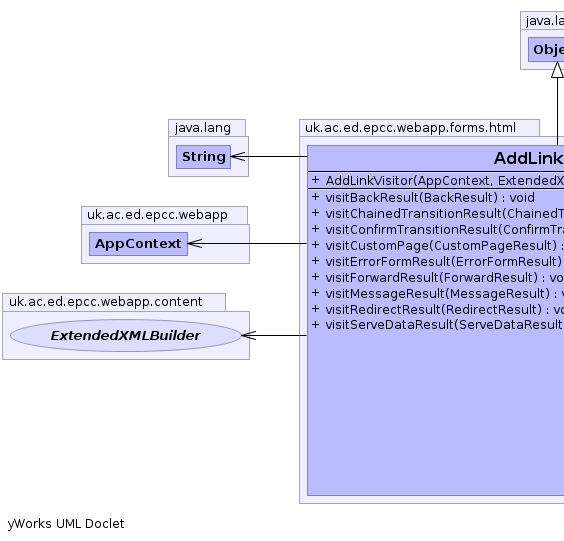 java.la
Obje
java.lang
String
uk.ac.ed.epcc.webapp.forms.html
AddLink
+ AddLinkVisitor(AppContext, ExtendedX
+ visitBackResult(BackResult) : void
+ visitChainedTransitionResult(ChainedT
+ visitConfirmTransitionResult(ConfirmTra
+ visitCustomPage(CustomPageResult) :
+ visitErrorFormResult(ErrorFormResult)
+ visitForwardResult(ForwardResult) : vo
+ visitMessageResult(MessageResult) : v
+ visitRedirectResult(RedirectResult) : vo
+ visitServeDataResult(ServeDataResult
uk.ac.ed.epcc.webapp
AppContext
uk.ac.ed.epcc.webapp.content
ExtendedXMLBuilder
yWorks UML Doclet